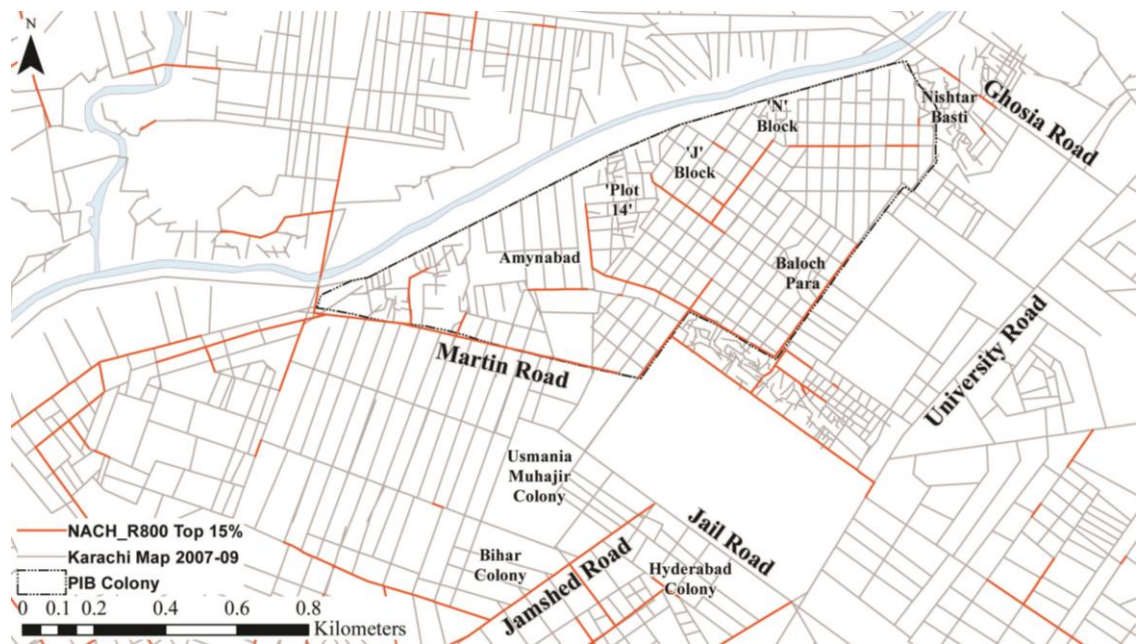 N
Ghosia Road
Nishtar
Basti
'N'
Block
'J'
Block
'Plot
14'
Amynabad
Baloch
Para
Martin Road
University Road
Usmania
Muhajir
Colony
Jail Road
Bihar
Colony
Jamshed Road
Hyderabad
Colony
NACH_R800 Top 15%
Karachi Map 2007-09
PIB Colony
0 0.1 0.2 0.4 0.6 0.8
Kilometers